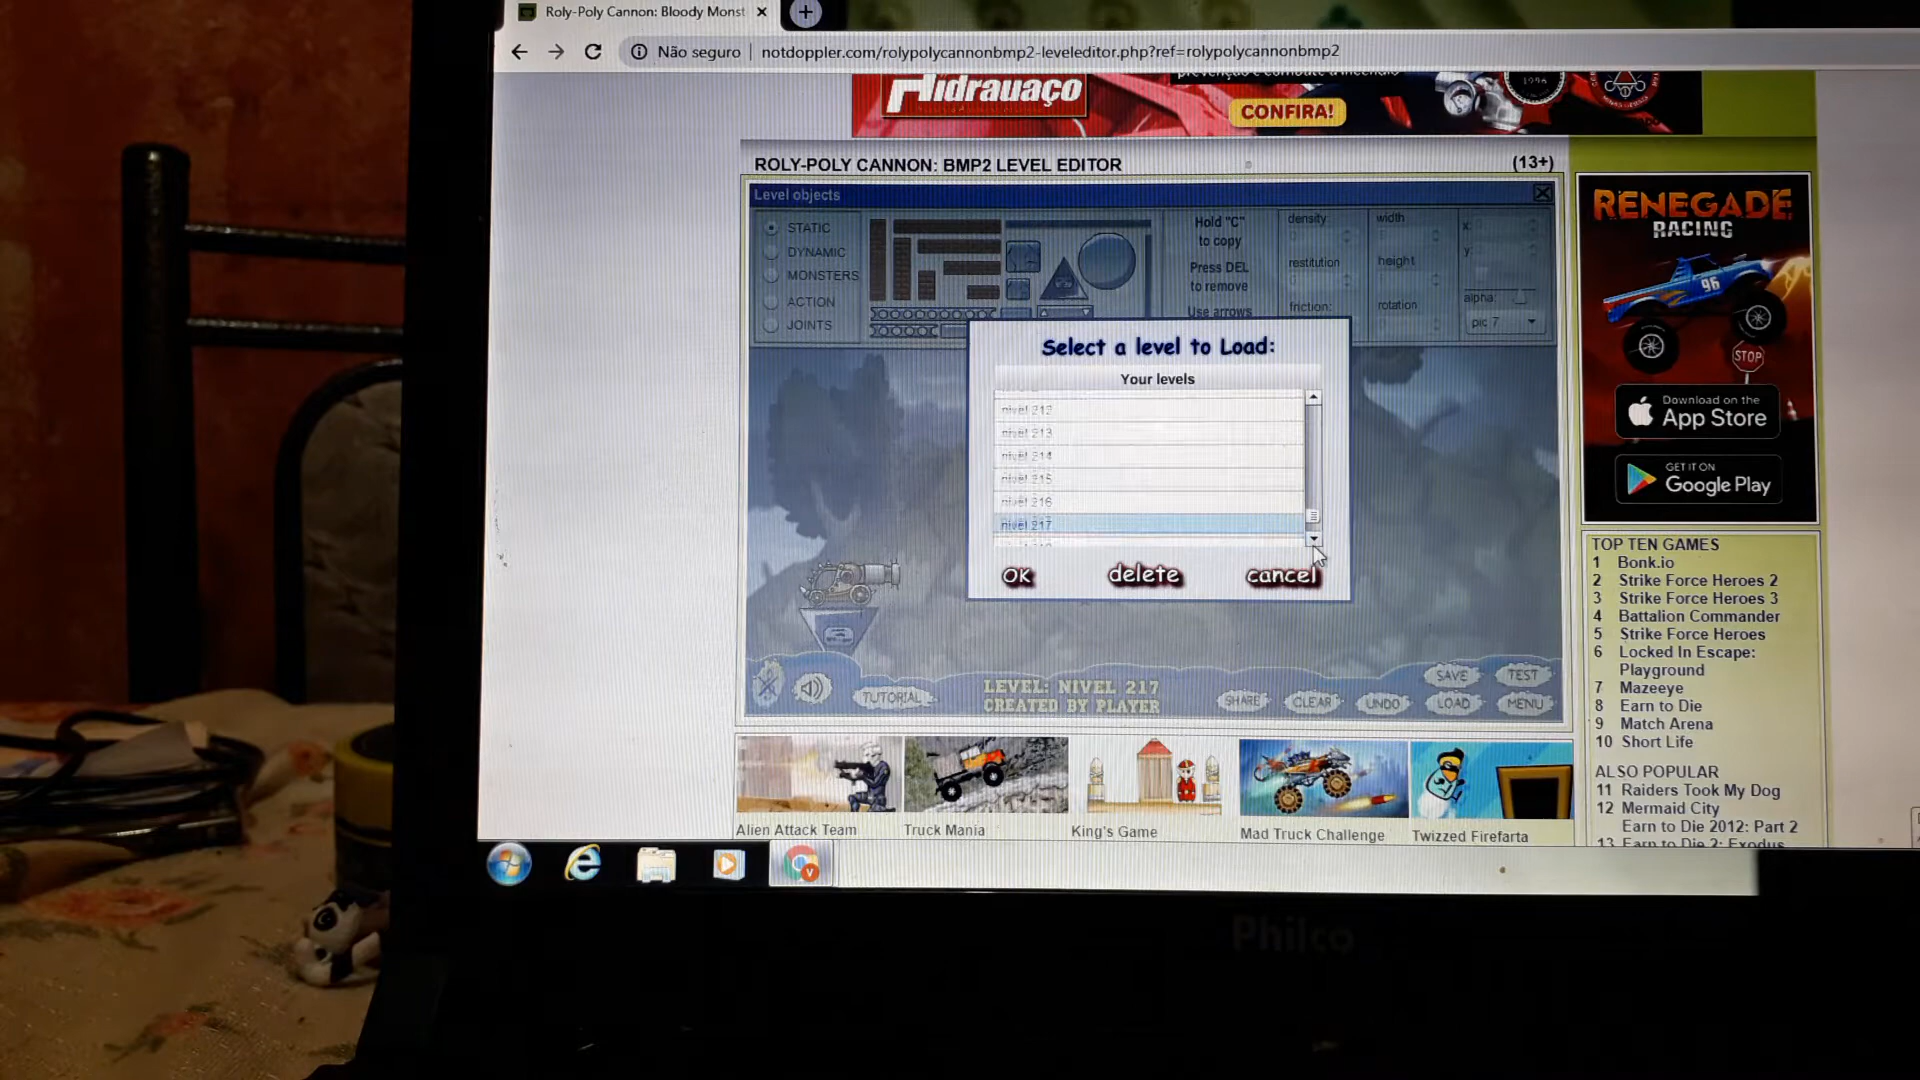 Roly-Poly Cannon: Bloody Monst
Não seguro
notdoppler.com/rolypolycannonbmp2-leveleditor.php?ref=rolypolycannonbmp2
Hidrauaço
CONFIRA!
1996
ROLY-POLY CANNON: BMP2 LEVEL EDITOR
(13+)
Level objects
STATIC
DYNAMIC
MONSTERS
ACTION
JOINTS
Hold "C"
to copy
Press DEL
to remove
Use arrows
density:
restitution
friction:
width
height
rotation
x:
y:
alpha:
pic 7
Select a level to Load:
Your levels
nivel 212
nivel 213
nivel 214
nivel 215
nivel 216
nivel 217
OK
delete
cancel
TUTORIAL
LEVEL: NIVEL 217
CREATED BY PLAYER
SHARE
CLEAR
UNDO
SAVE
LOAD
TEST
MENU
RENEGADE
RACING
96
STOP
Download on the
App Store
GET IT ON
Google Play
TOP TEN GAMES
1 Bonk.io
2 Strike Force Heroes 2
3 Strike Force Heroes 3
4 Battalion Commander
5 Strike Force Heroes
6 Locked In Escape:
Playground
7 Mazeeye
8 Earn to Die
9 Match Arena
10 Short Life
ALSO POPULAR
11 Raiders Took My Dog
12 Mermaid City
Earn to Die 2012: Part 2
13 Earn to Die 2: Exodus
Alien Attack Team
Truck Mania
King's Game
Mad Truck Challenge
Twizzed Firefarta
Philco